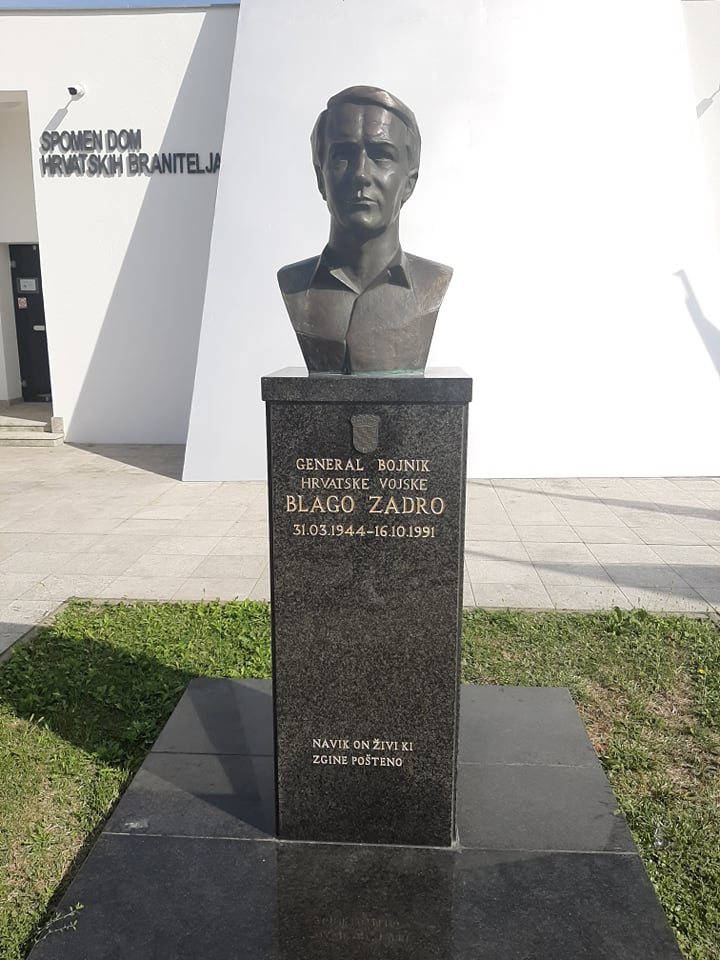 SPOMEN DOM
HRVATSKIH BRANITELJA
GENERAL BOJNIK
HRVATSKE VOJSKE
BLAGO ZADRO
31.03.1944-16.10.1991
NAVIK ON ŽIVI KI
ZGINE POŠTENO